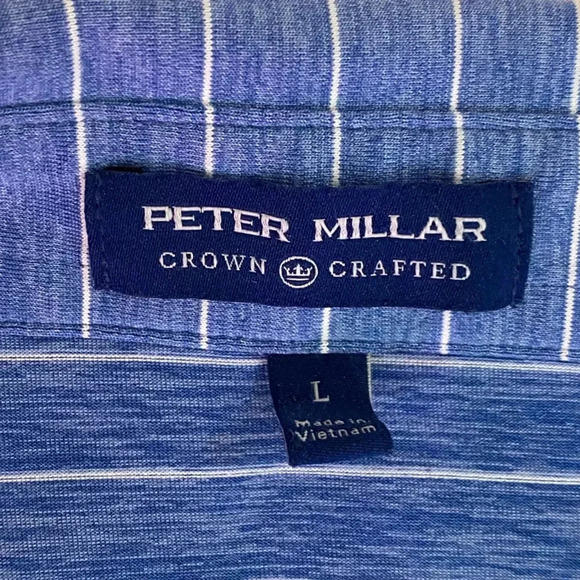 PETER MILLAR
CROWN CRAFTED
L
Made in
Vietnam